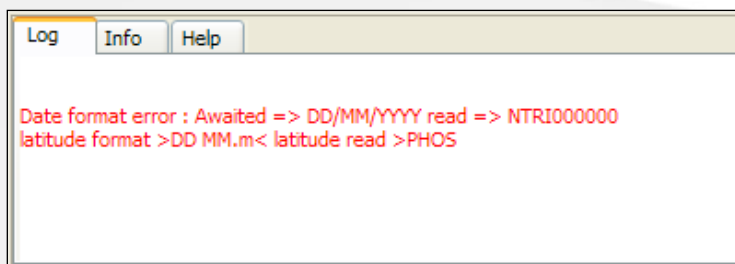 Log
Info
Help
Date format error : Awaited => DD/MM/YYYY read => NTRI000000
latitude format >DD MM.m< latitude read >PHOS